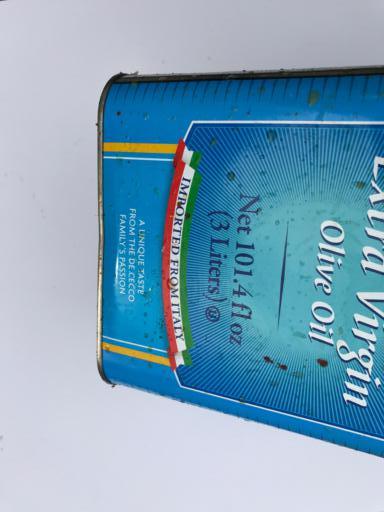 Extra Virgin
Olive Oil
Net 101.4 fl oz
(3 Liters) ®
IMPORTED FROM ITALY
A UNIQUE TASTE
FROM THE DE CECCO
FAMILY'S PASSION